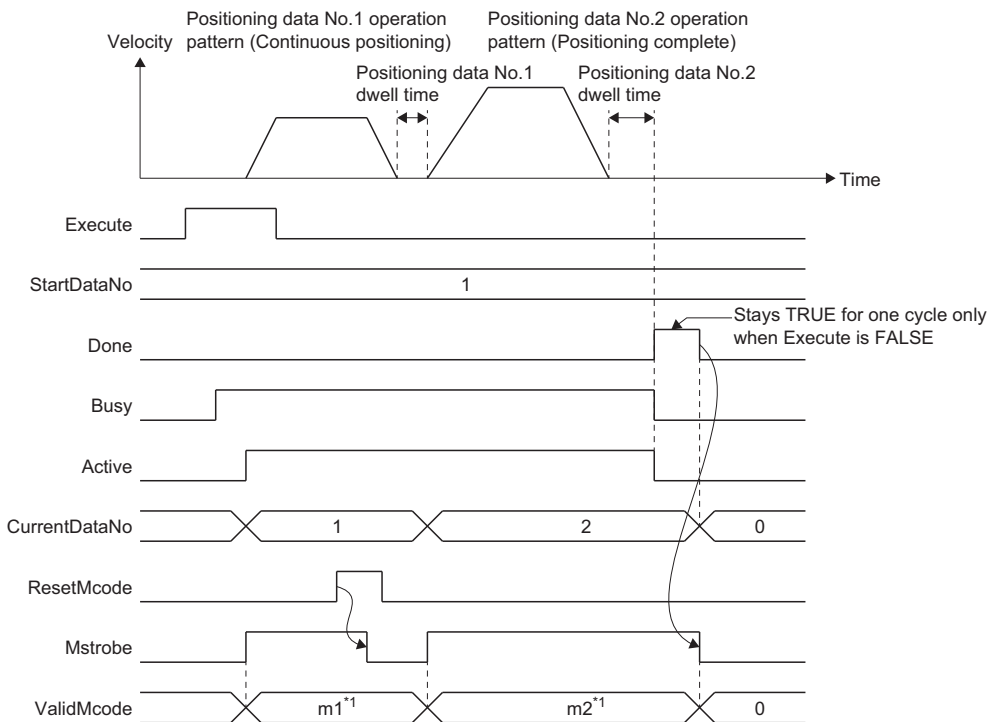 Positioning data No.1 operation
pattern (Continuous positioning)
Positioning data No.2 operation
pattern (Positioning complete)
Velocity
Positioning data No.1
dwell time
Positioning data No.2
dwell time
Time
Execute
StartDataNo
1
Stays TRUE for one cycle only
when Execute is FALSE
Done
Busy
Active
CurrentDataNo
1
2
0
ResetMcode
Mstrobe
ValidMcode
m1*1
m2*1
0